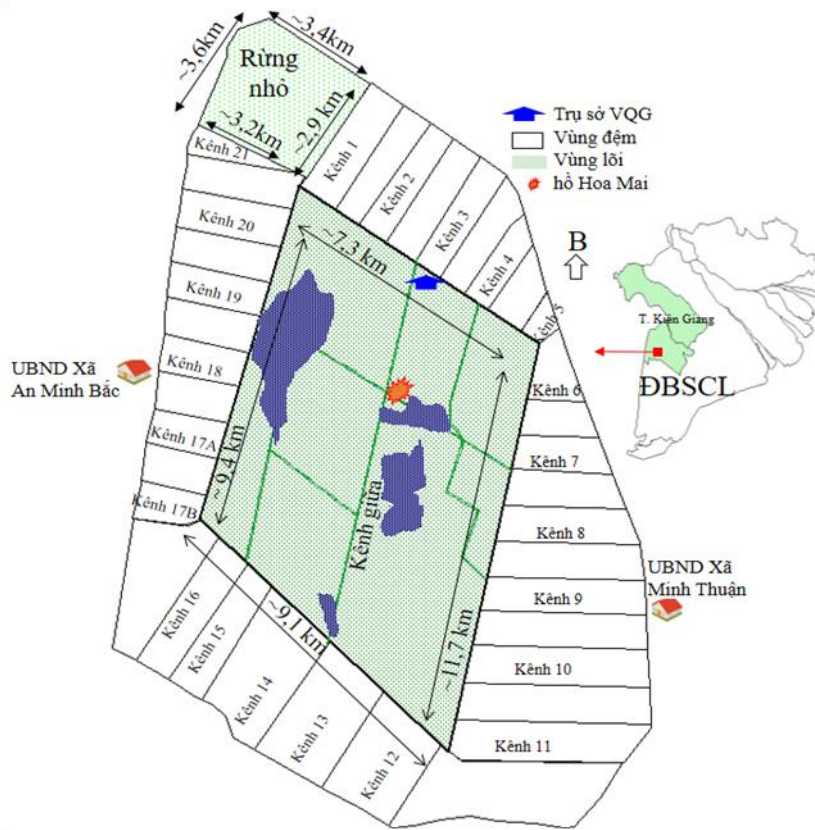 ~3,4km
~3,6km
Rừng
nhỏ
~3,2km
~2,9 km
Trụ sở VQG
Vùng đệm
Vùng lõi
hồ Hoa Mai
Kênh 1
Kênh 2
Kênh 3
Kênh 4
Kênh 5
Kênh 21
Kênh 20
Kênh 19
Kênh 18
Kênh 17A
Kênh 17B
~7,3 km
B
T. Kiên Giang
ĐBSCL
UBND Xã
An Minh Bắc
~ 9,4 km
Kênh giữa
~11,7 km
~9,1 km
Kênh 6
Kênh 7
Kênh 8
Kênh 9
Kênh 10
Kênh 11
UBND Xã
Minh Thuận
Kênh 16
Kênh 15
Kênh 14
Kênh 13
Kênh 12